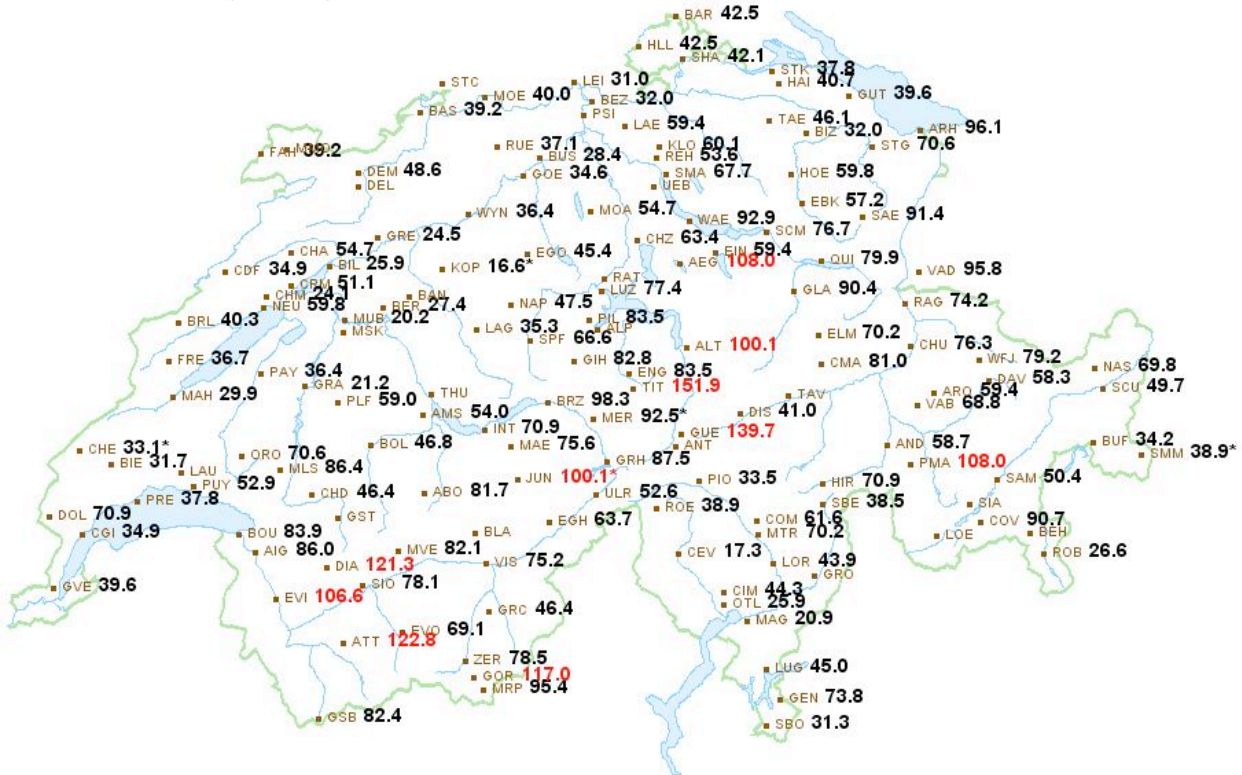 BAR 42.5
HLL 42.5
SHA 42.1
STK 37.8
HAI 40.7
STC
LEI 31.0
MOE 40.0
BEZ 32.0
GUT 39.6
BAS 39.2
PSI
LAE 59.4
TAE 46.1
BIZ 32.0
ARH 96.1
FAH 39.2
RUE 37.1
BUS 28.4
KLO 60.1
REH 53.6
STG 70.6
DEM 48.6
DEL
GOE 34.6
SMA 67.7
UEB
HOE 59.8
WYN 36.4
MOA 54.7
WAE 92.9
EBK 57.2
SAE 91.4
GRE 24.5
CHZ 63.4
SCM 76.7
CHA 54.7
EGO 45.4
EIN 59.4
CDF 34.9
BIL 25.9
KOP 16.6*
AEG 108.0
QUI 79.9
VAD 95.8
CRM 51.1
RAT
LUZ 77.4
GLA 90.4
CHM 24.1
NEU 59.8
BAN
BER 27.4
NAP 47.5
RAG 74.2
BRL 40.3
MUB 20.2
MSK
LAG 35.3
PIL 83.5
ALP
SPF 66.6
ALT 100.1
ELM 70.2
CHU 76.3
FRE 36.7
PAY 36.4
GIH 82.8
ENG 83.5
CMA 81.0
WFJ 79.2
NAS 69.8
GRA 21.2
TIT 151.9
DAV 58.3
SCU 49.7
MAH 29.9
PLF 59.0
THU
BRZ 98.3
TAV
ARO 59.4
VAB 68.8
AMS 54.0
MER 92.5*
DIS 41.0
INT 70.9
GUE 139.7
CHE 33.1*
BOL 46.8
MAE 75.6
ANT
AND 58.7
BUF 34.2
SMM 38.9*
BIE 31.7
ORO 70.6
MLS 86.4
GRH 87.5
PMA 108.0
LAU
PUY 52.9
JUN 100.1*
PIO 33.5
HIR 70.9
SAM 50.4
PRE 37.8
CHD 46.4
ABO 81.7
ULR 52.6
ROE 38.9
SBE 38.5
SIA
DOL 70.9
GST
EGH 63.7
COM 61.6
COV 90.7
CGI 34.9
BOU 83.9
BLA
MTR 70.2
LOE
BEH
AIG 86.0
MVE 82.1
CEV 17.3
ROB 26.6
DIA 121.3
VIS 75.2
LOR 43.9
GVE 39.6
SIO 78.1
GRO
EVI 106.6
CIM 44.3
OTL 25.9
GRC 46.4
MAG 20.9
EVO 69.1
ATT 122.8
ZER 78.5
LUG 45.0
GOR 117.0
MRP 95.4
GEN 73.8
GSB 82.4
SBO 31.3